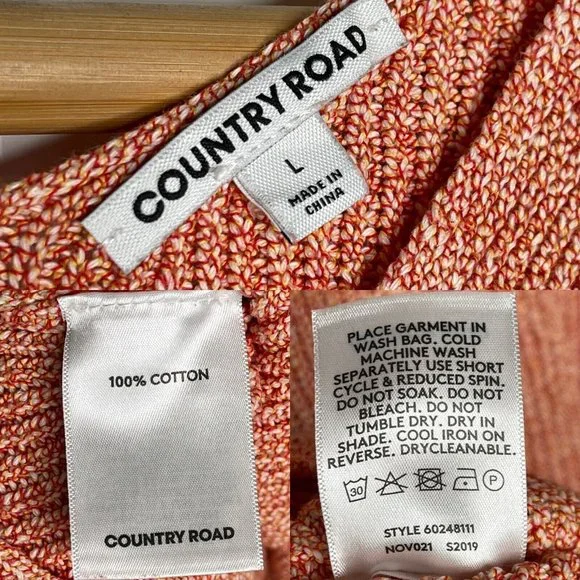 COUNTRY ROAD
L
MADE IN
CHINA
100% COTTON
COUNTRY ROAD
PLACE GARMENT IN
WASH BAG. COLD
MACHINE WASH
SEPARATELY USE SHORT
CYCLE & REDUCED SPIN.
DO NOT SOAK. DO NOT
BLEACH. DO NOT
TUMBLE DRY. DRY IN
SHADE. COOL IRON ON
REVERSE. DRYCLEANABLE.
30 P
STYLE 60248111
NOV021 S2019